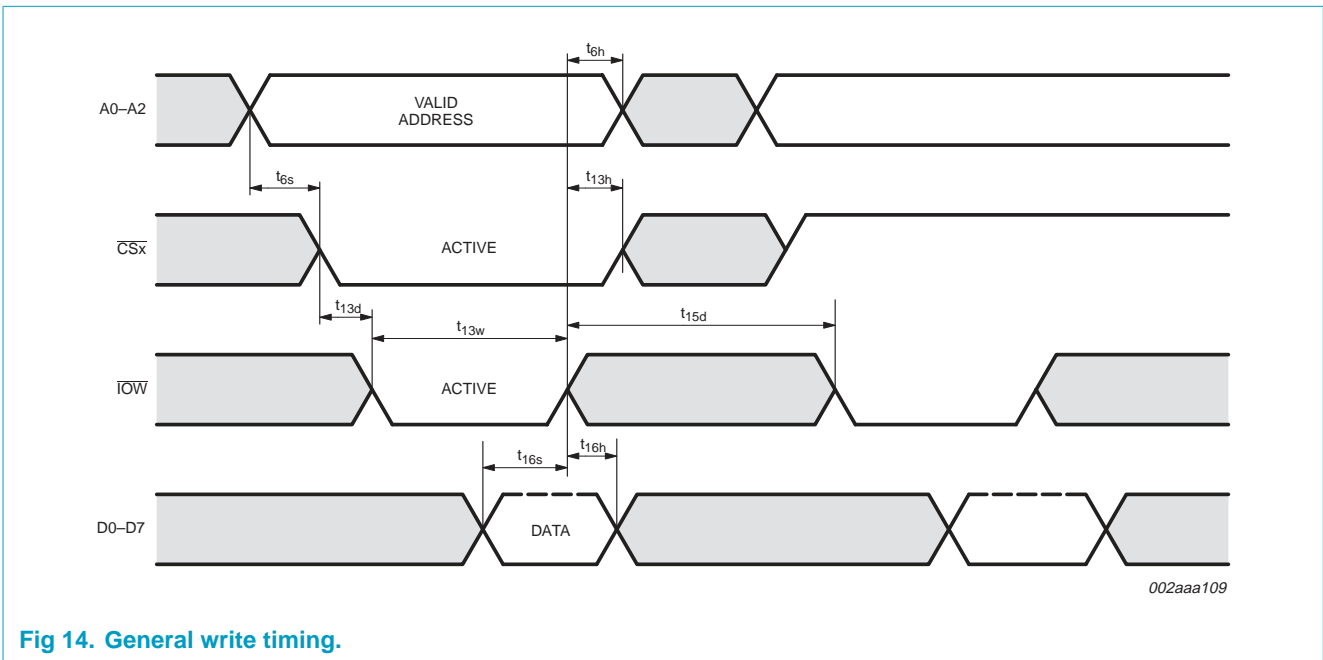 t6h
A0–A2
VALID
ADDRESS
t6s
t13h
CSx
ACTIVE
t13d
t13w
t15d
IOW
ACTIVE
t16s
t16h
D0–D7
DATA
002aaa109
Fig 14. General write timing.